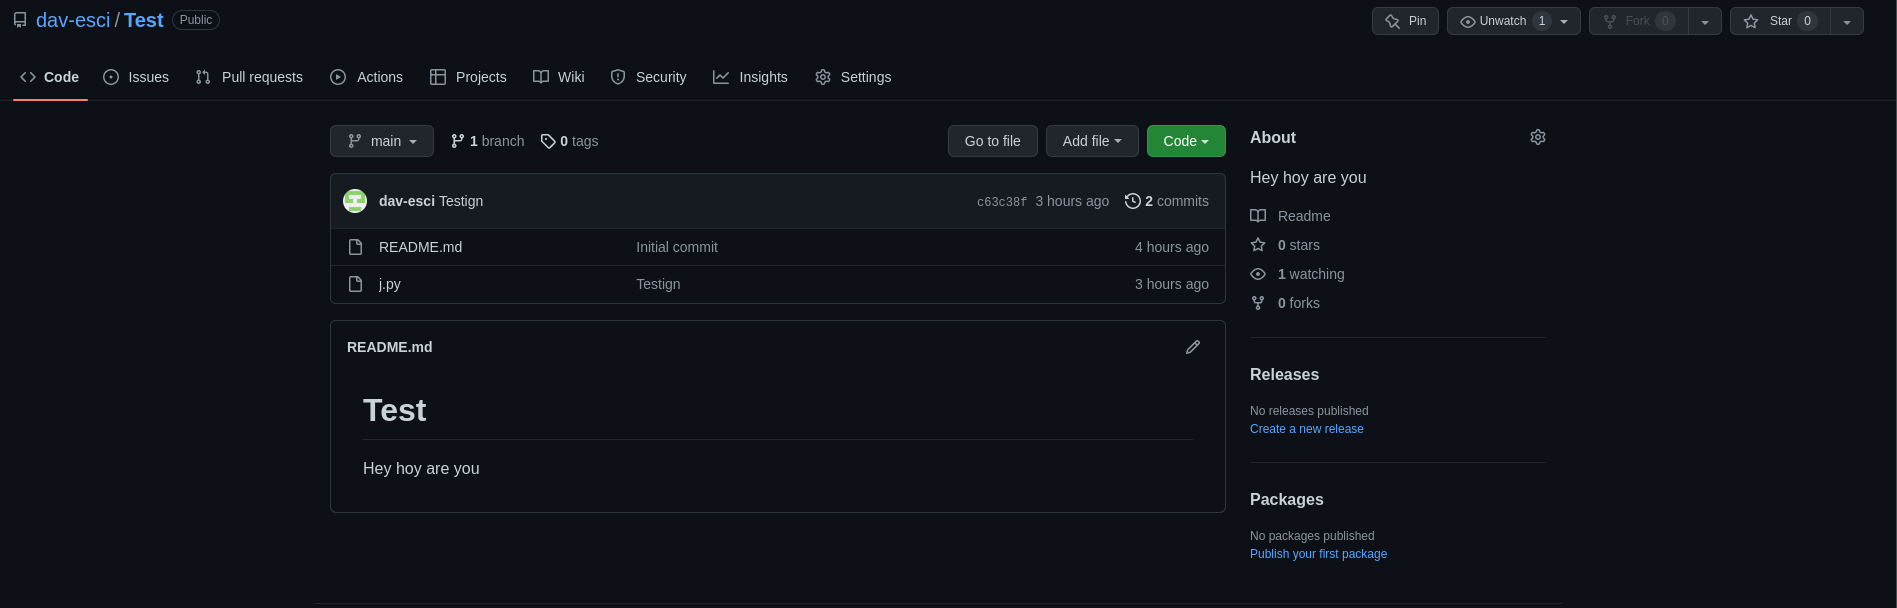 dav-esci / Test Public Pin Unwatch 1 Fork 0 Star 0
Code Issues Pull requests Actions Projects Wiki Security Insights Settings
main 1 branch 0 tags Go to file Add file Code
dav-esci Testign c63c38f 3 hours ago 2 commits
README.md Initial commit 4 hours ago
j.py Testign 3 hours ago
README.md
Test
Hey hoy are you
About
Hey hoy are you
Readme
0 stars
1 watching
0 forks
Releases
No releases published
Create a new release
Packages
No packages published
Publish your first package